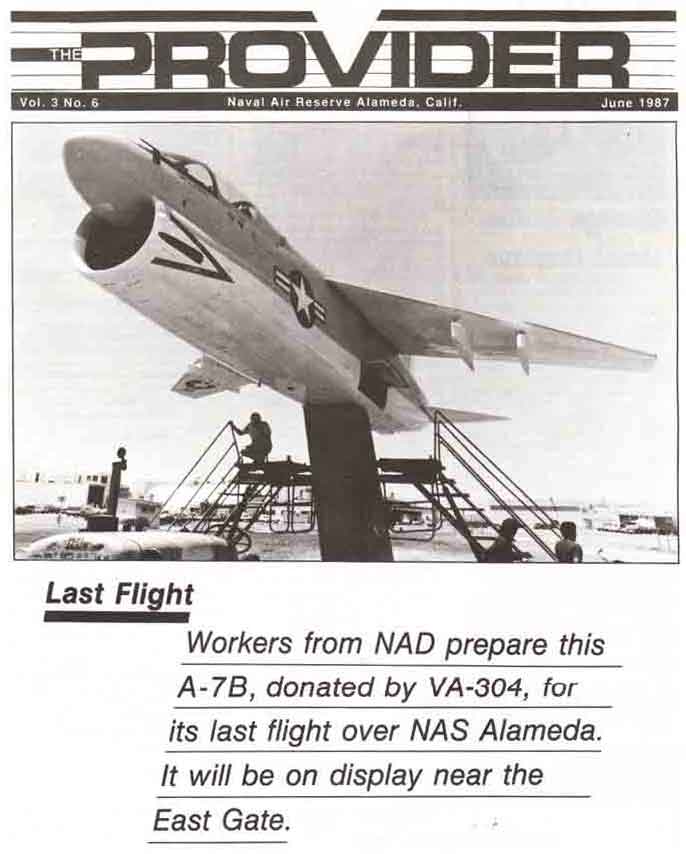 THE PROVIDER
Vol. 3 No. 6 Naval Air Reserve Alameda, Calif. June 1987
Last Flight
Workers from NAD prepare this
A-7B, donated by VA-304, for
its last flight over NAS Alameda.
It will be on display near the
East Gate.